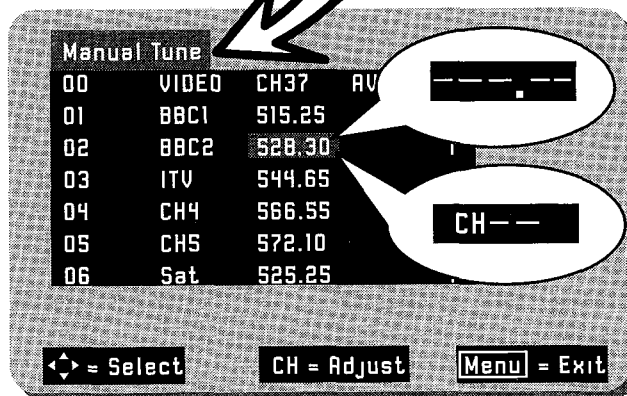 Manual Tune
00 VIDEO CH37 AV
01 BBC1 515.25
02 BBC2 528.30
03 ITV 544.65
04 CH4 566.55
05 CH5 572.10
06 Sat 525.25
---.--
CH--
= Select CH = Adjust Menu = Exit